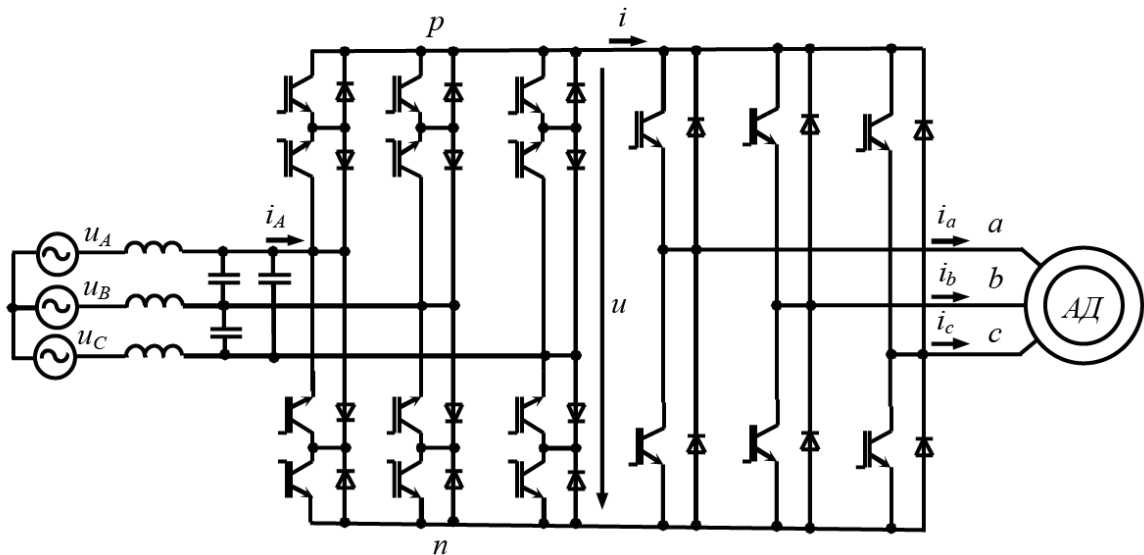 p
i
i_A
u_A
u_B
u_C
u
i_a a
i_b b
i_c c
АД
n